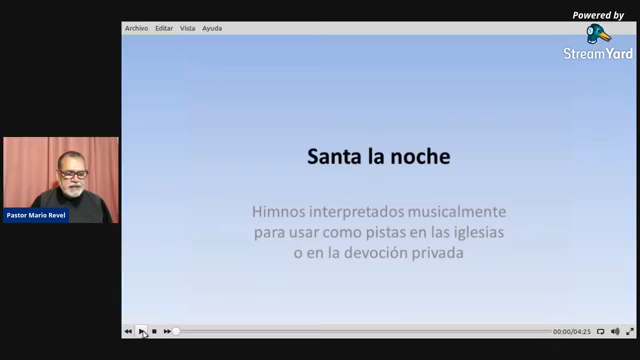 Powered by
StreamYard
Archivo Editar Vista Ayuda
Santa la noche
Himnos interpretados musicalmente
para usar como pistas en las iglesias
o en la devoción privada
Pastor Mario Revel
00:00/04:25